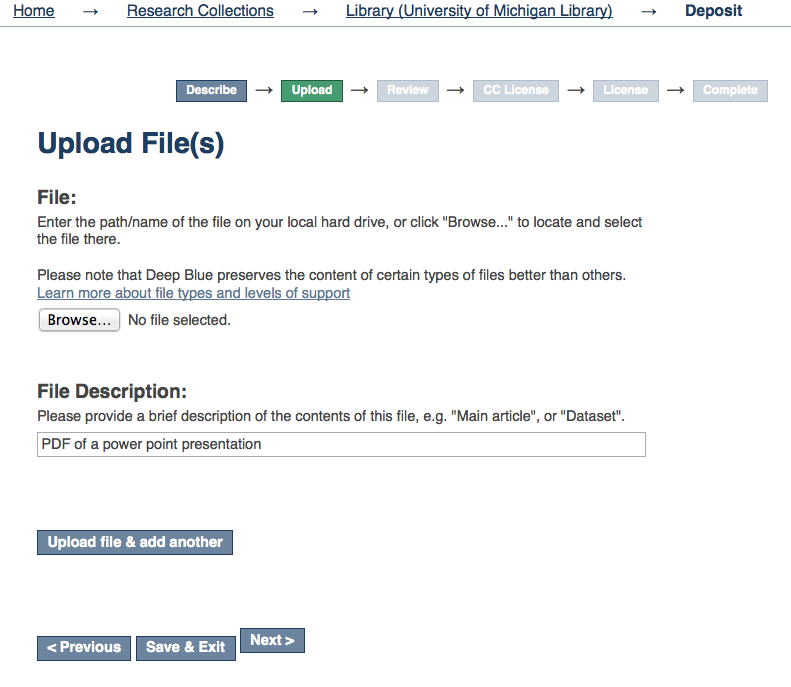 Home → Research Collections → Library (University of Michigan Library) → Deposit
Describe → Upload → Review → CC License → License → Complete
Upload File(s)
File:
Enter the path/name of the file on your local hard drive, or click "Browse..." to locate and select
the file there.
Please note that Deep Blue preserves the content of certain types of files better than others.
Learn more about file types and levels of support
Browse... No file selected.
File Description:
Please provide a brief description of the contents of this file, e.g. "Main article", or "Dataset".
PDF of a power point presentation
Upload file & add another
< Previous Save & Exit Next >